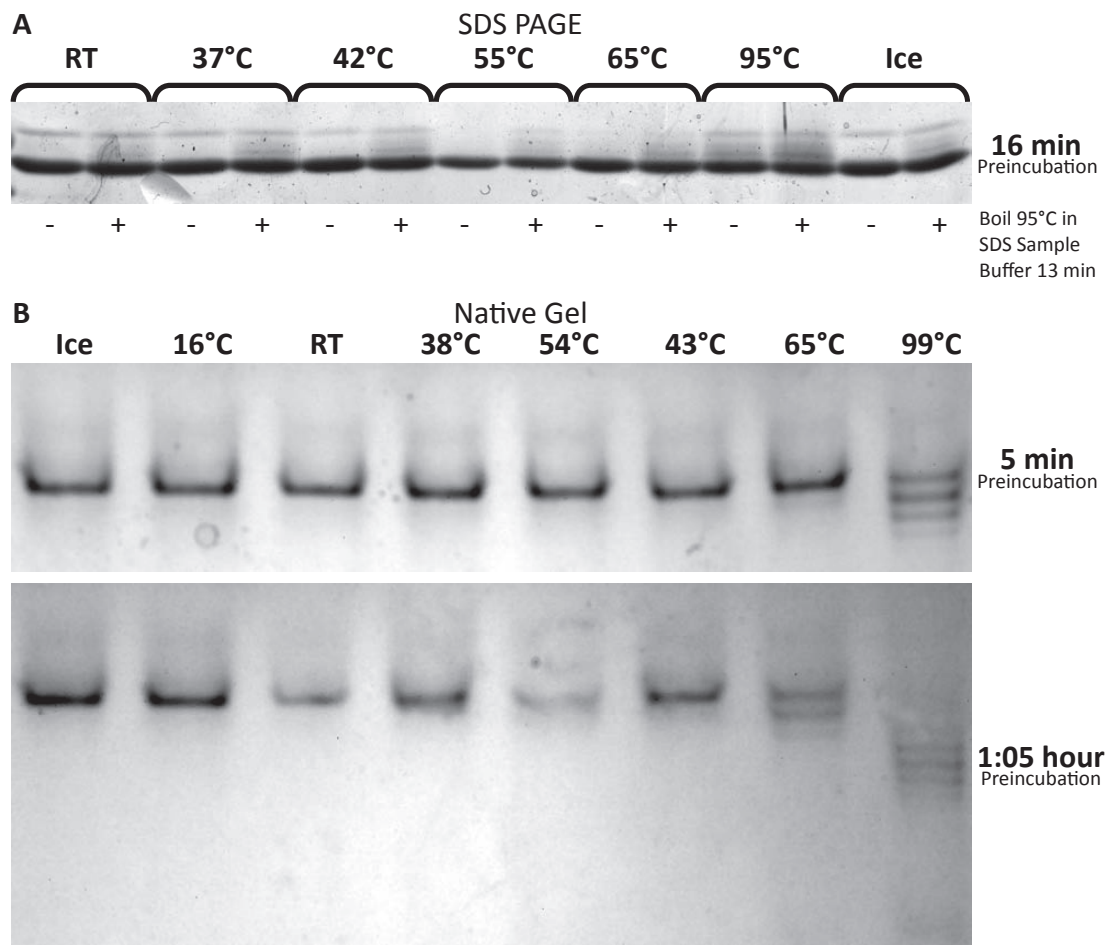 A
SDS PAGE
RT 37°C 42°C 55°C 65°C 95°C Ice
16 min
Preincubation
- + - + - + - + - + - + - +
Boil 95°C in
SDS Sample
Buffer 13 min
B
Native Gel
Ice 16°C RT 38°C 54°C 43°C 65°C 99°C
5 min
Preincubation
1:05 hour
Preincubation